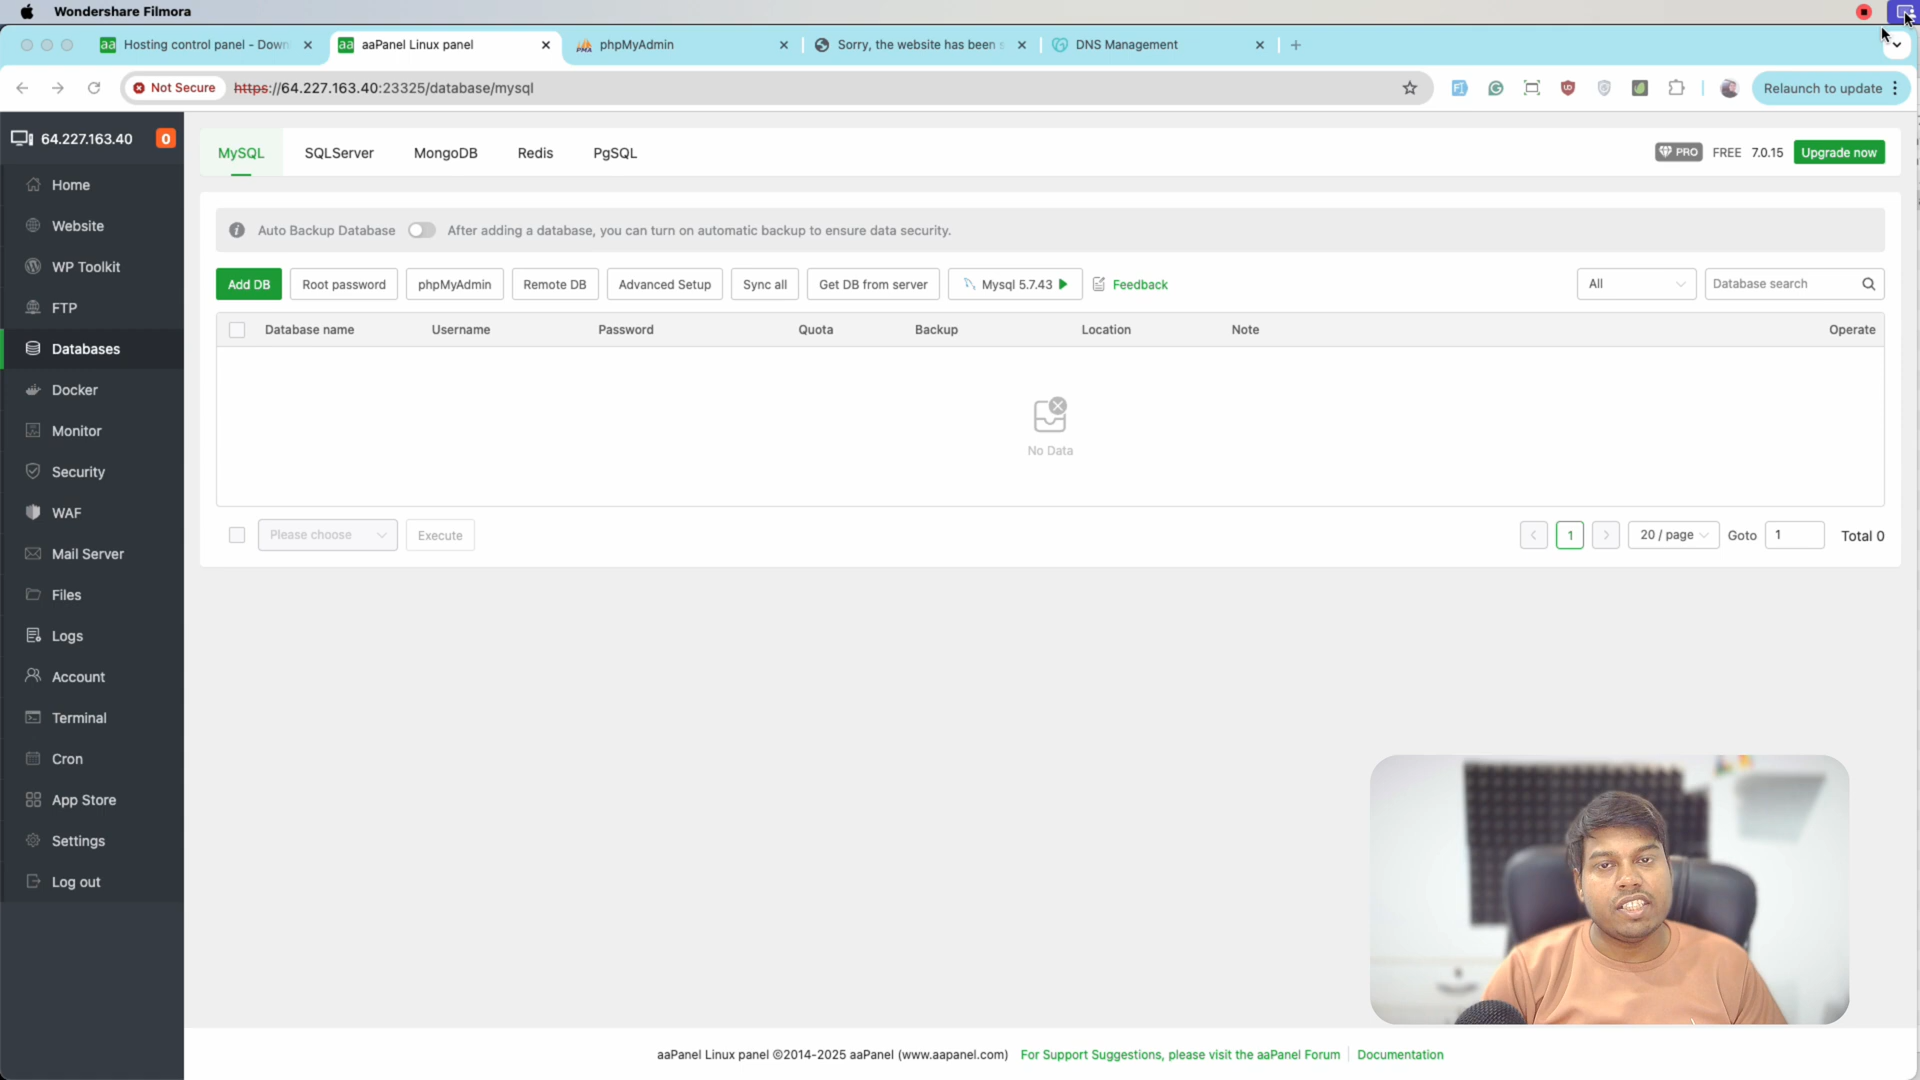 Wondershare Filmora
Hosting control panel - Down
aaPanel Linux panel
phpMyAdmin
Sorry, the website has been s
DNS Management
Not Secure
https://64.227.163.40:23325/database/mysql
Relaunch to update
64.227.163.40
0
Home
Website
WP Toolkit
FTP
Databases
Docker
Monitor
Security
WAF
Mail Server
Files
Logs
Account
Terminal
Cron
App Store
Settings
Log out
MySQL SQLServer MongoDB Redis PgSQL
PRO FREE 7.0.15 Upgrade now
Auto Backup Database After adding a database, you can turn on automatic backup to ensure data security.
Add DB Root password phpMyAdmin Remote DB Advanced Setup Sync all Get DB from server Mysql 5.7.43 Feedback All Database search
Database name Username Password Quota Backup Location Note Operate
No Data
Please choose Execute 1 20 / page Goto 1 Total 0
aaPanel Linux panel ©2014-2025 aaPanel (www.aapanel.com) For Support Suggestions, please visit the aaPanel Forum Documentation